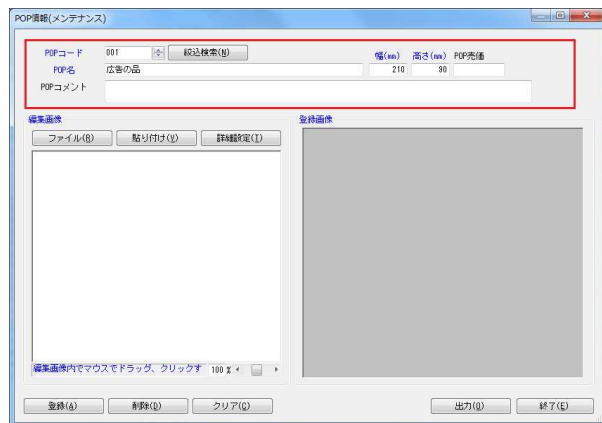 POP情報(メンテナンス)
POPコード 001 絞込検索(N)
幅(mm) 高さ(mm) POP売価
POP名 広告の品 210 90
POPコメント
編集画像 登録画像
ファイル(R) 貼り付け(V) 詳細設定(I)
編集画像内でマウスでドラッグ、クリックす 100 %
登録(A) 削除(D) クリア(C) 出力(O) 終了(E)